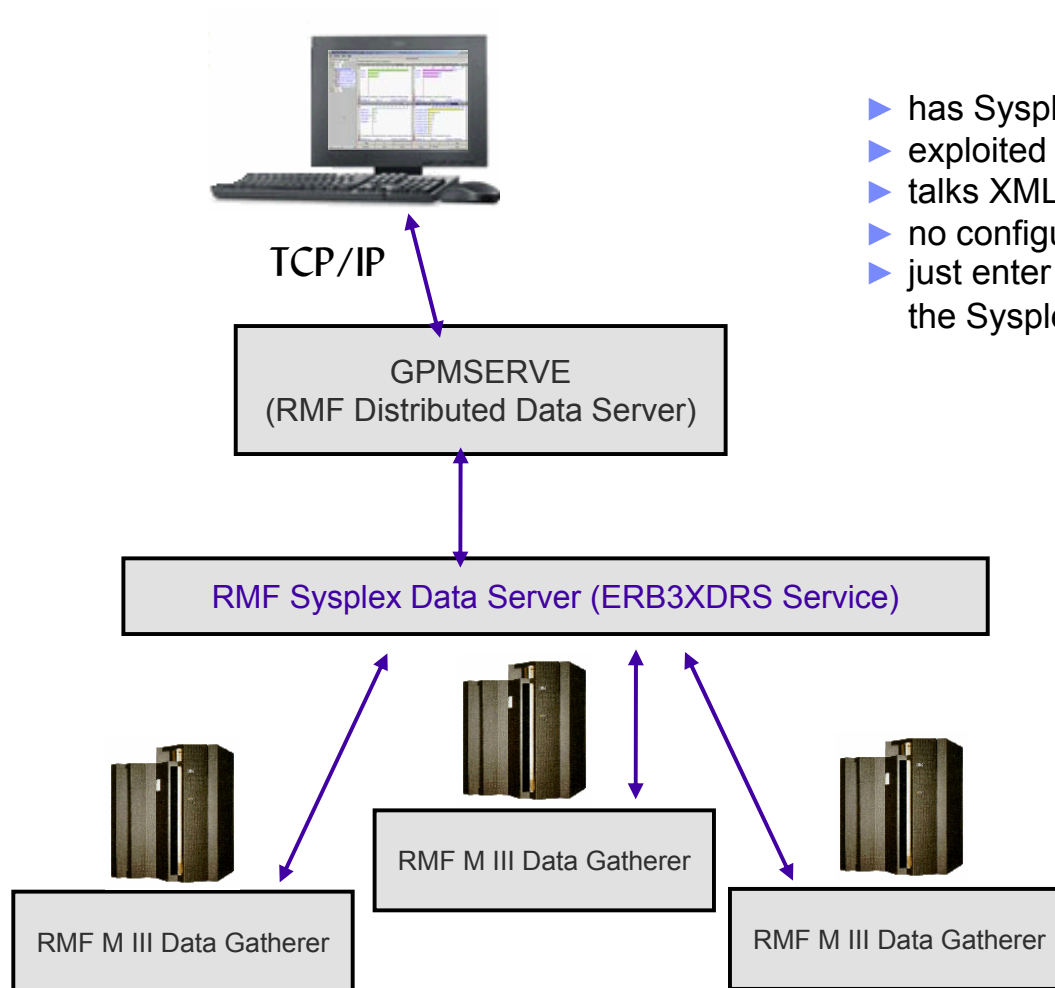 has Syspl
exploited
talks XML
no configu
just enter
the Sysple
TCP/IP
GPMSERVE
(RMF Distributed Data Server)
RMF Sysplex Data Server (ERB3XDRS Service)
RMF M III Data Gatherer
RMF M III Data Gatherer
RMF M III Data Gatherer